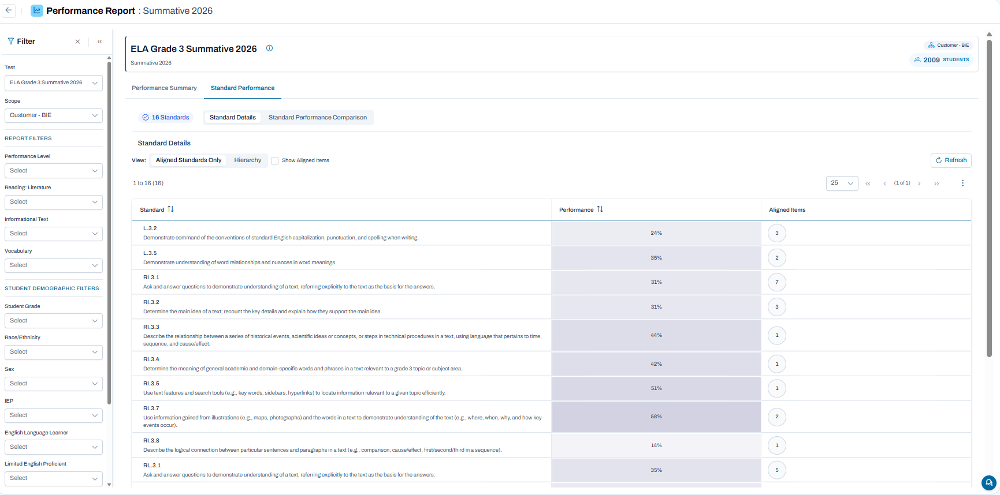 Performance Report : Summative 2026
Filter
Test
ELA Grade 3 Summative 2026
Scope
Customer - BIE
REPORT FILTERS
Performance Level
Select
Reading: Literature
Select
Informational Text
Select
Vocabulary
Select
STUDENT DEMOGRAPHIC FILTERS
Student Grade
Select
Race/Ethnicity
Select
Sex
Select
IEP
Select
English Language Learner
Select
Limited English Proficient
Select
ELA Grade 3 Summative 2026
Summative 2026
Customer - BIE
2009 STUDENTS
Performance Summary Standard Performance
16 Standards Standard Details Standard Performance Comparison
Standard Details
View: Aligned Standards Only Hierarchy Show Aligned Items Refresh
1 to 16 (16) 25 (1 of 1)
Standard Performance Aligned Items
L.3.2
Demonstrate command of the conventions of standard English capitalization, punctuation, and spelling when writing.
24% 3
L.3.5
Demonstrate understanding of word relationships and nuances in word meanings.
35% 2
RI.3.1
Ask and answer questions to demonstrate understanding of a text, referring explicitly to the text as the basis for the answers.
31% 7
RI.3.2
Determine the main idea of a text; recount the key details and explain how they support the main idea.
31% 3
RI.3.3
Describe the relationship between a series of historical events, scientific ideas or concepts, or steps in technical procedures in a text, using language that pertains to time,
sequence, and cause/effect.
44% 1
RI.3.4
Determine the meaning of general academic and domain-specific words and phrases in a text relevant to a grade 3 topic or subject area.
42% 1
RI.3.5
Use text features and search tools (e.g., key words, sidebars, hyperlinks) to locate information relevant to a given topic efficiently.
51% 1
RI.3.7
Use information gained from illustrations (e.g., maps, photographs) and the words in a text to demonstrate understanding of the text (e.g., where, when, why, and how key
events occur).
58% 2
RI.3.8
Describe the logical connection between particular sentences and paragraphs in a text (e.g., comparison, cause/effect, first/second/third in a sequence).
14% 1
RL.3.1
Ask and answer questions to demonstrate understanding of a text, referring explicitly to the text as the basis for the answers.
35% 5